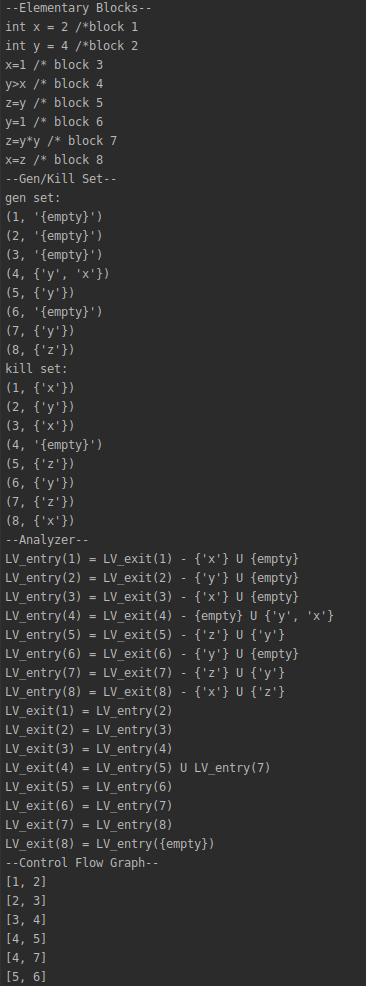 --Elementary Blocks--
int x = 2 /*block 1
int y = 4 /*block 2
x=1 /* block 3
y>x /* block 4
z=y /* block 5
y=1 /* block 6
z=y*y /* block 7
x=z /* block 8
--Gen/Kill Set--
gen set:
(1, '{empty}')
(2, '{empty}')
(3, '{empty}')
(4, {'y', 'x'})
(5, {'y'})
(6, '{empty}')
(7, {'y'})
(8, {'z'})
kill set:
(1, {'x'})
(2, {'y'})
(3, {'x'})
(4, '{empty}')
(5, {'z'})
(6, {'y'})
(7, {'z'})
(8, {'x'})
--Analyzer--
LV_entry(1) = LV_exit(1) - {'x'} U {empty}
LV_entry(2) = LV_exit(2) - {'y'} U {empty}
LV_entry(3) = LV_exit(3) - {'x'} U {empty}
LV_entry(4) = LV_exit(4) - {empty} U {'y', 'x'}
LV_entry(5) = LV_exit(5) - {'z'} U {'y'}
LV_entry(6) = LV_exit(6) - {'y'} U {empty}
LV_entry(7) = LV_exit(7) - {'z'} U {'y'}
LV_entry(8) = LV_exit(8) - {'x'} U {'z'}
LV_exit(1) = LV_entry(2)
LV_exit(2) = LV_entry(3)
LV_exit(3) = LV_entry(4)
LV_exit(4) = LV_entry(5) U LV_entry(7)
LV_exit(5) = LV_entry(6)
LV_exit(6) = LV_entry(7)
LV_exit(7) = LV_entry(8)
LV_exit(8) = LV_entry({empty})
--Control Flow Graph--
[1, 2]
[2, 3]
[3, 4]
[4, 5]
[4, 7]
[5, 6]